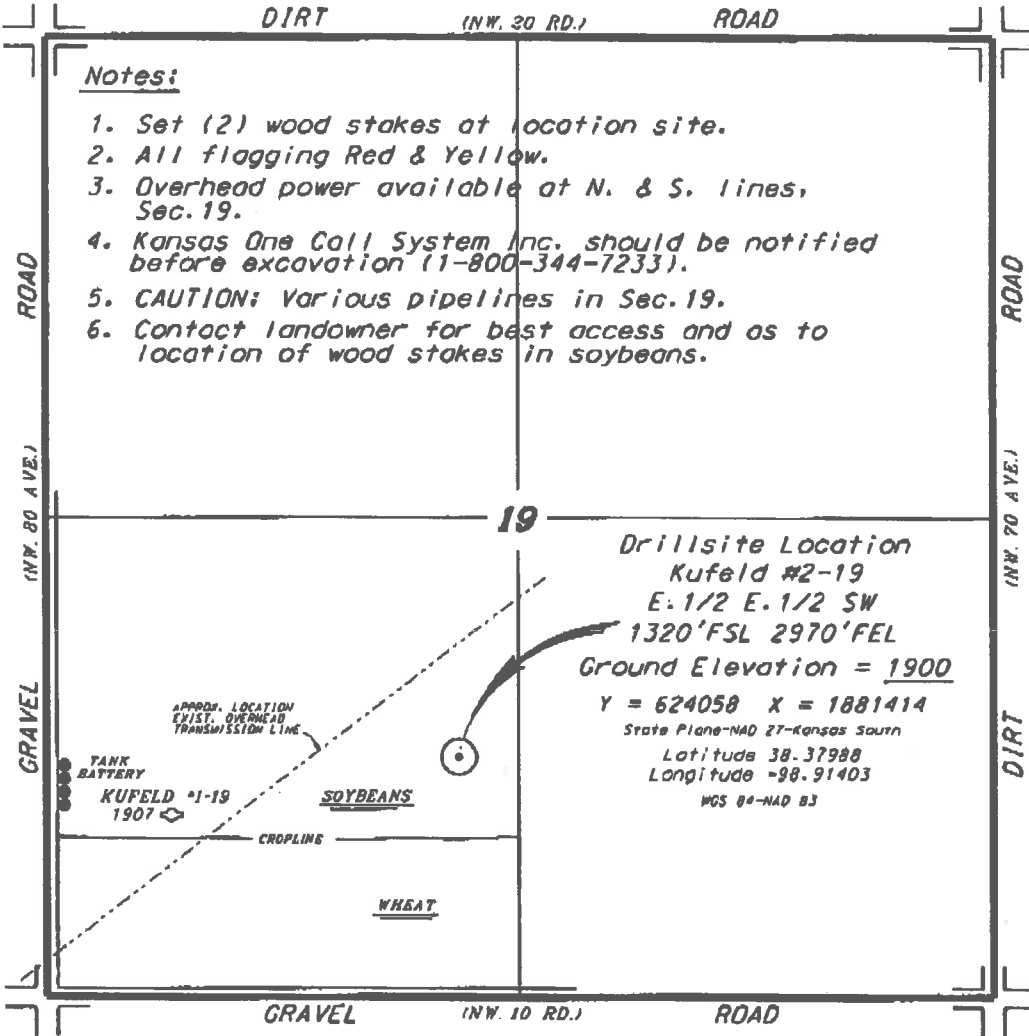 DIRT (NW. 20 RD.) ROAD
Notes:
1. Set (2) wood stakes at location site.
2. All flagging Red & Yellow.
3. Overhead power available at N. & S. lines,
Sec. 19.
4. Kansas One Call System Inc. should be notified
before excavation (1-800-344-7233).
5. CAUTION: Various pipelines in Sec. 19.
6. Contact landowner for best access and as to
location of wood stakes in soybeans.
ROAD
(NW. 80 AVE.)
GRAVEL
ROAD
(NW. 70 AVE.)
DIRT
19
Drillsite Location
Kufeld #2-19
E. 1/2 E. 1/2 SW
1320'FSL 2970'FEL
Ground Elevation = 1900
Y = 624058 X = 1881414
State Plane-NAD 27-Kansas South
Latitude 38.37988
Longitude -98.91403
WGS 84-NAD 83
APPROX. LOCATION
EXIST. OVERHEAD
TRANSMISSION LINE
TANK
BATTERY
KUFELD #1-19
1907
SOYBEANS
CROPLINE
WHEAT
GRAVEL (NW. 10 RD.) ROAD